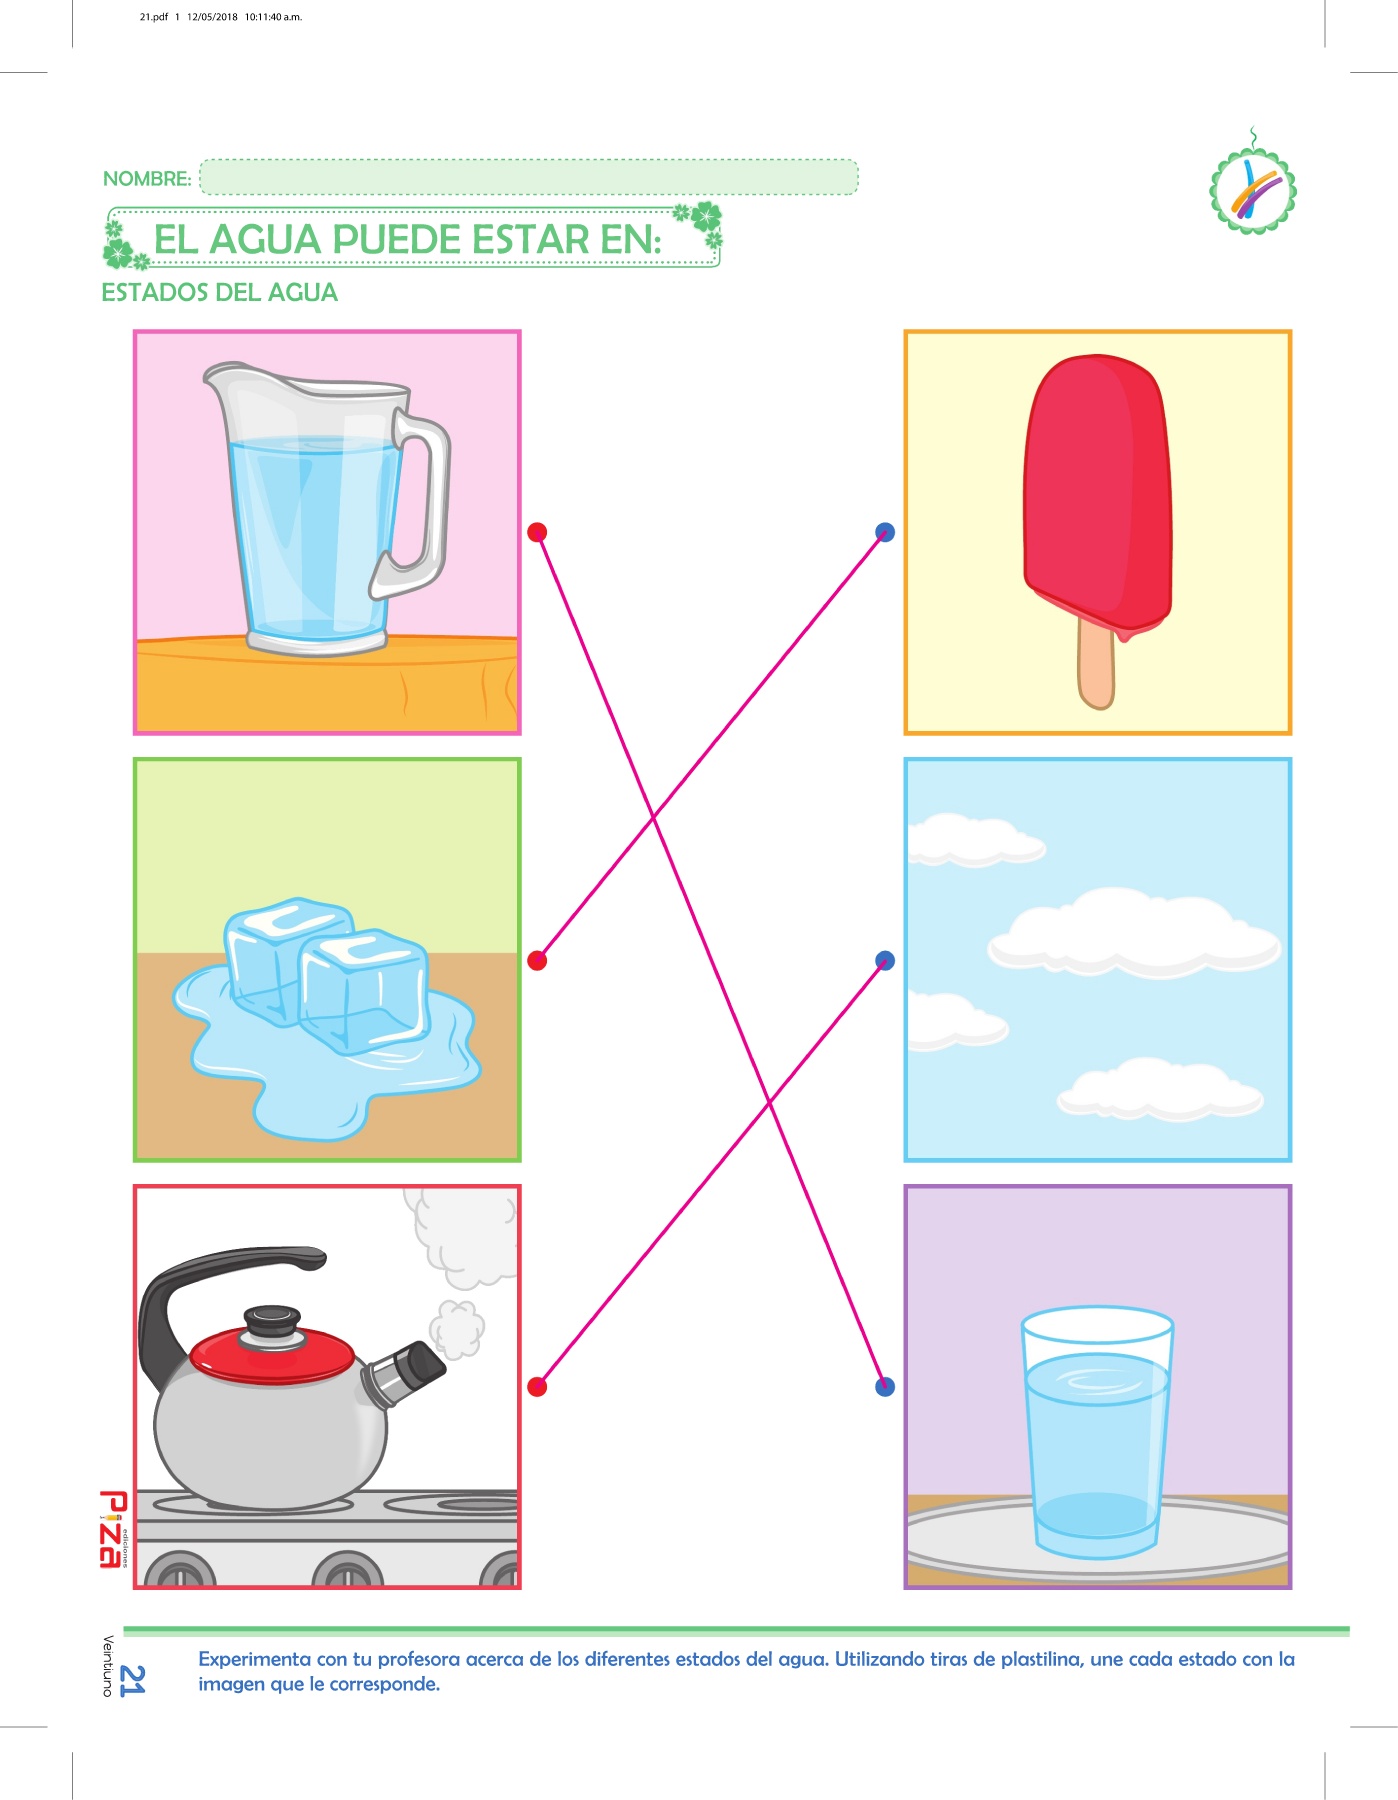 21.pdf 1 12/05/2018 10:11:40 a.m.
NOMBRE:
EL AGUA PUEDE ESTAR EN:
ESTADOS DEL AGUA
Piza
ediciones
Veintiuno
21
Experimenta con tu profesora acerca de los diferentes estados del agua. Utilizando tiras de plastilina, une cada estado con la
imagen que le corresponde.